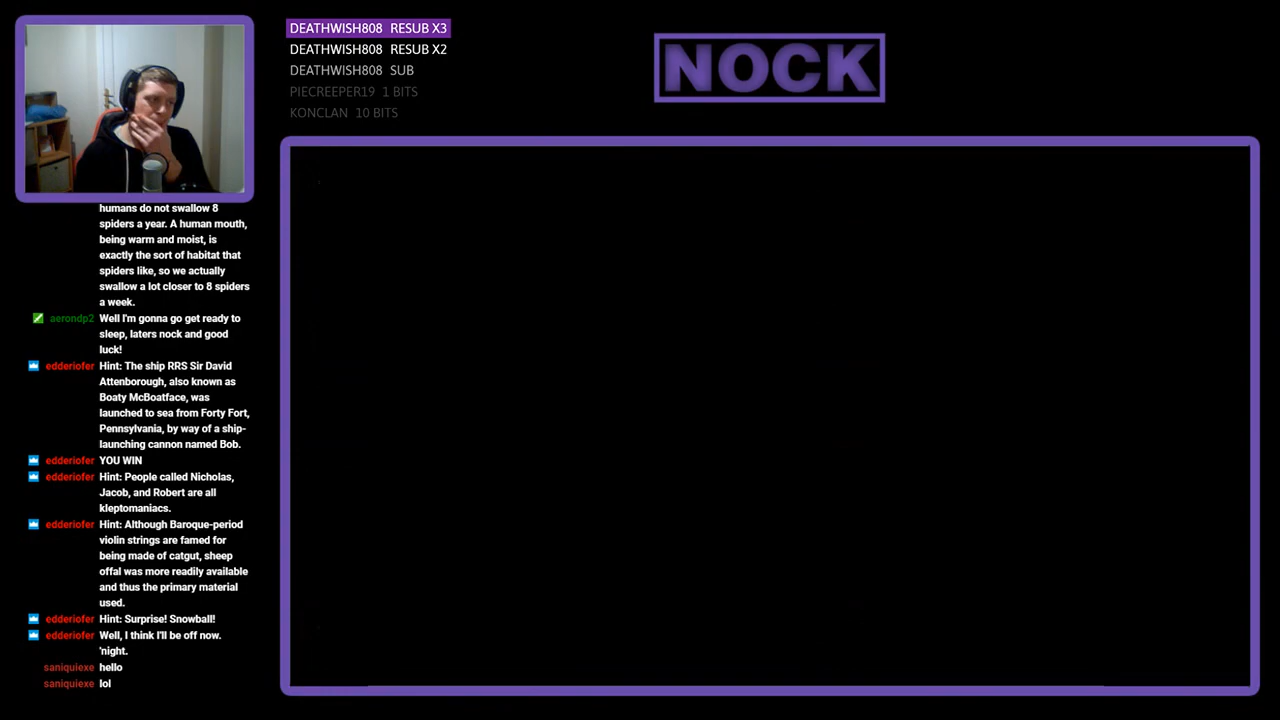 DEATHWISH808 RESUB X3
DEATHWISH808 RESUB X2
DEATHWISH808 SUB
PIECREEPER19 1 BITS
KONCLAN 10 BITS
NOCK
humans do not swallow 8
spiders a year. A human mouth,
being warm and moist, is
exactly the sort of habitat that
spiders like, so we actually
swallow a lot closer to 8 spiders
a week.
aerondp2 Well I'm gonna go get ready to
sleep, laters nock and good
luck!
edderiofer Hint: The ship RRS Sir David
Attenborough, also known as
Boaty McBoatface, was
launched to sea from Forty Fort,
Pennsylvania, by way of a ship-
launching cannon named Bob.
edderiofer YOU WIN
edderiofer Hint: People called Nicholas,
Jacob, and Robert are all
kleptomaniacs.
edderiofer Hint: Although Baroque-period
violin strings are famed for
being made of catgut, sheep
offal was more readily available
and thus the primary material
used.
edderiofer Hint: Surprise! Snowball!
edderiofer Well, I think I'll be off now.
'night.
saniquiexe hello
saniquiexe lol